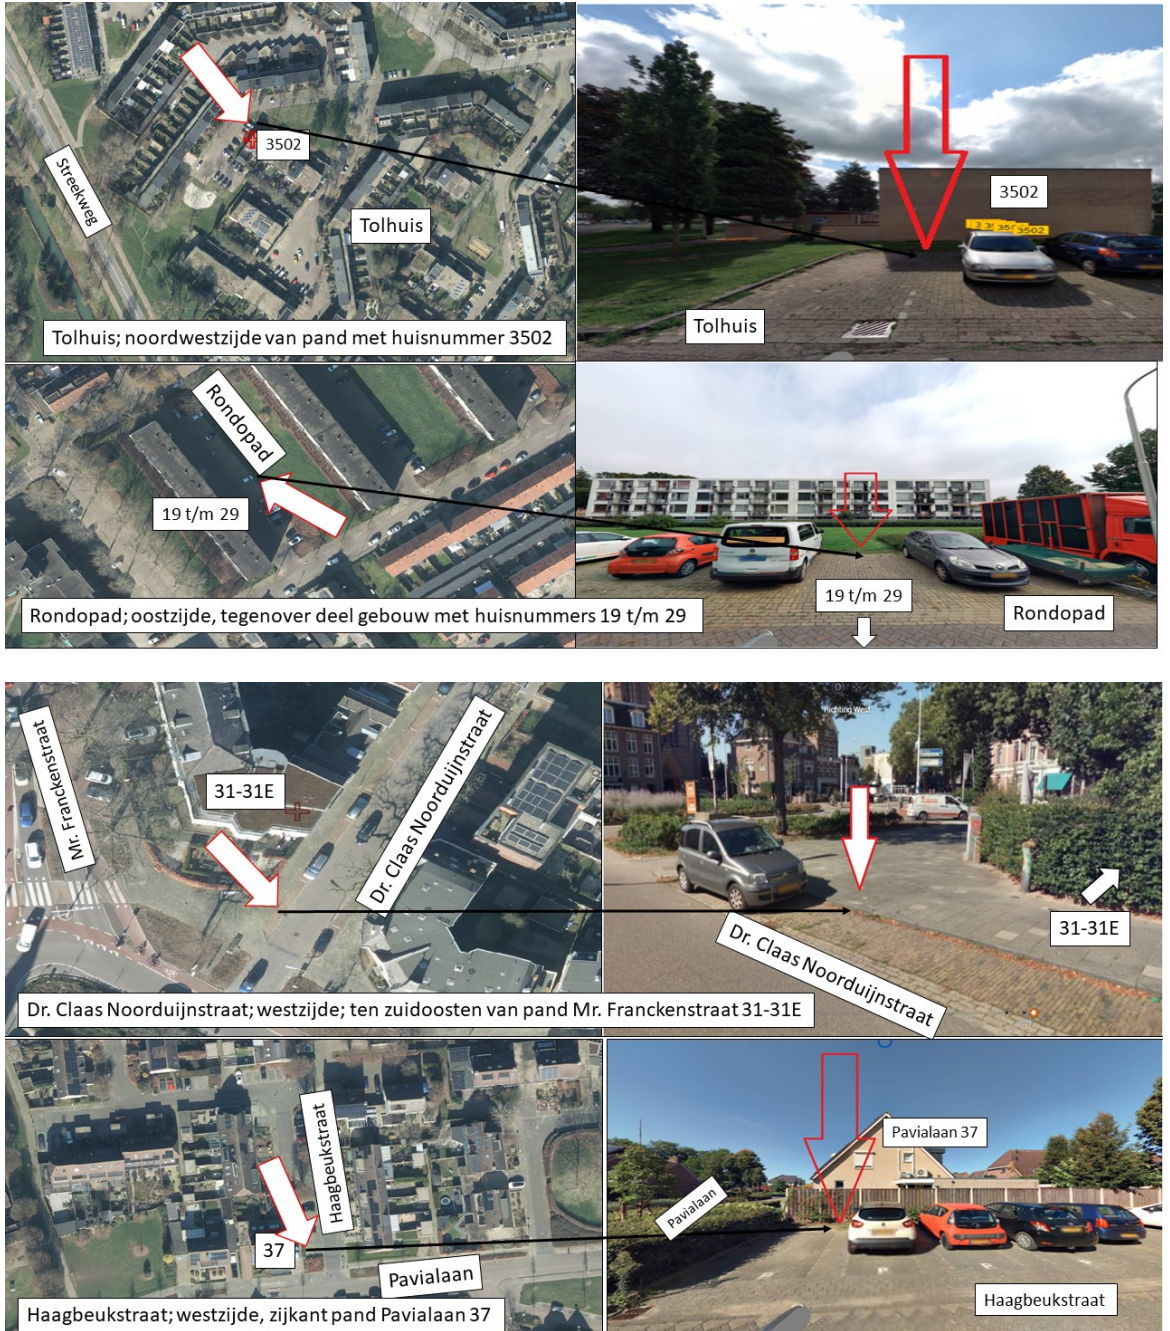 Streekweg
3502
Tolhuis
Tolhuis; noordwestzijde van pand met huisnummer 3502
3502
3502
Tolhuis
Rondopad
19 t/m 29
Rondopad; oostzijde, tegenover deel gebouw met huisnummers 19 t/m 29
19 t/m 29
Rondopad
Mr. Franckenstraat
31-31E
Dr. Claas Noorduijnstraat
Dr. Claas Noorduijnstraat; westzijde; ten zuidoosten van pand Mr. Franckenstraat 31-31E
Richting West
31-31E
Dr. Claas Noorduijnstraat
Haagbeukstraat
37
Pavialaan
Haagbeukstraat; westzijde, zijkant pand Pavialaan 37
Pavialaan 37
Pavialaan
Haagbeukstraat